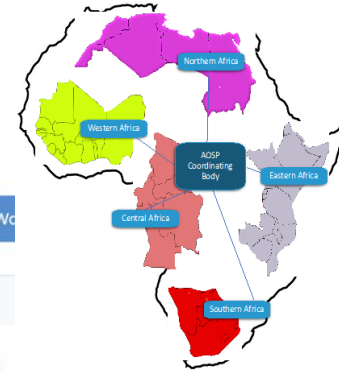 Northern Africa
Western Africa
AOSP
Coordinating
Body
Eastern Africa
Central Africa
Southern Africa